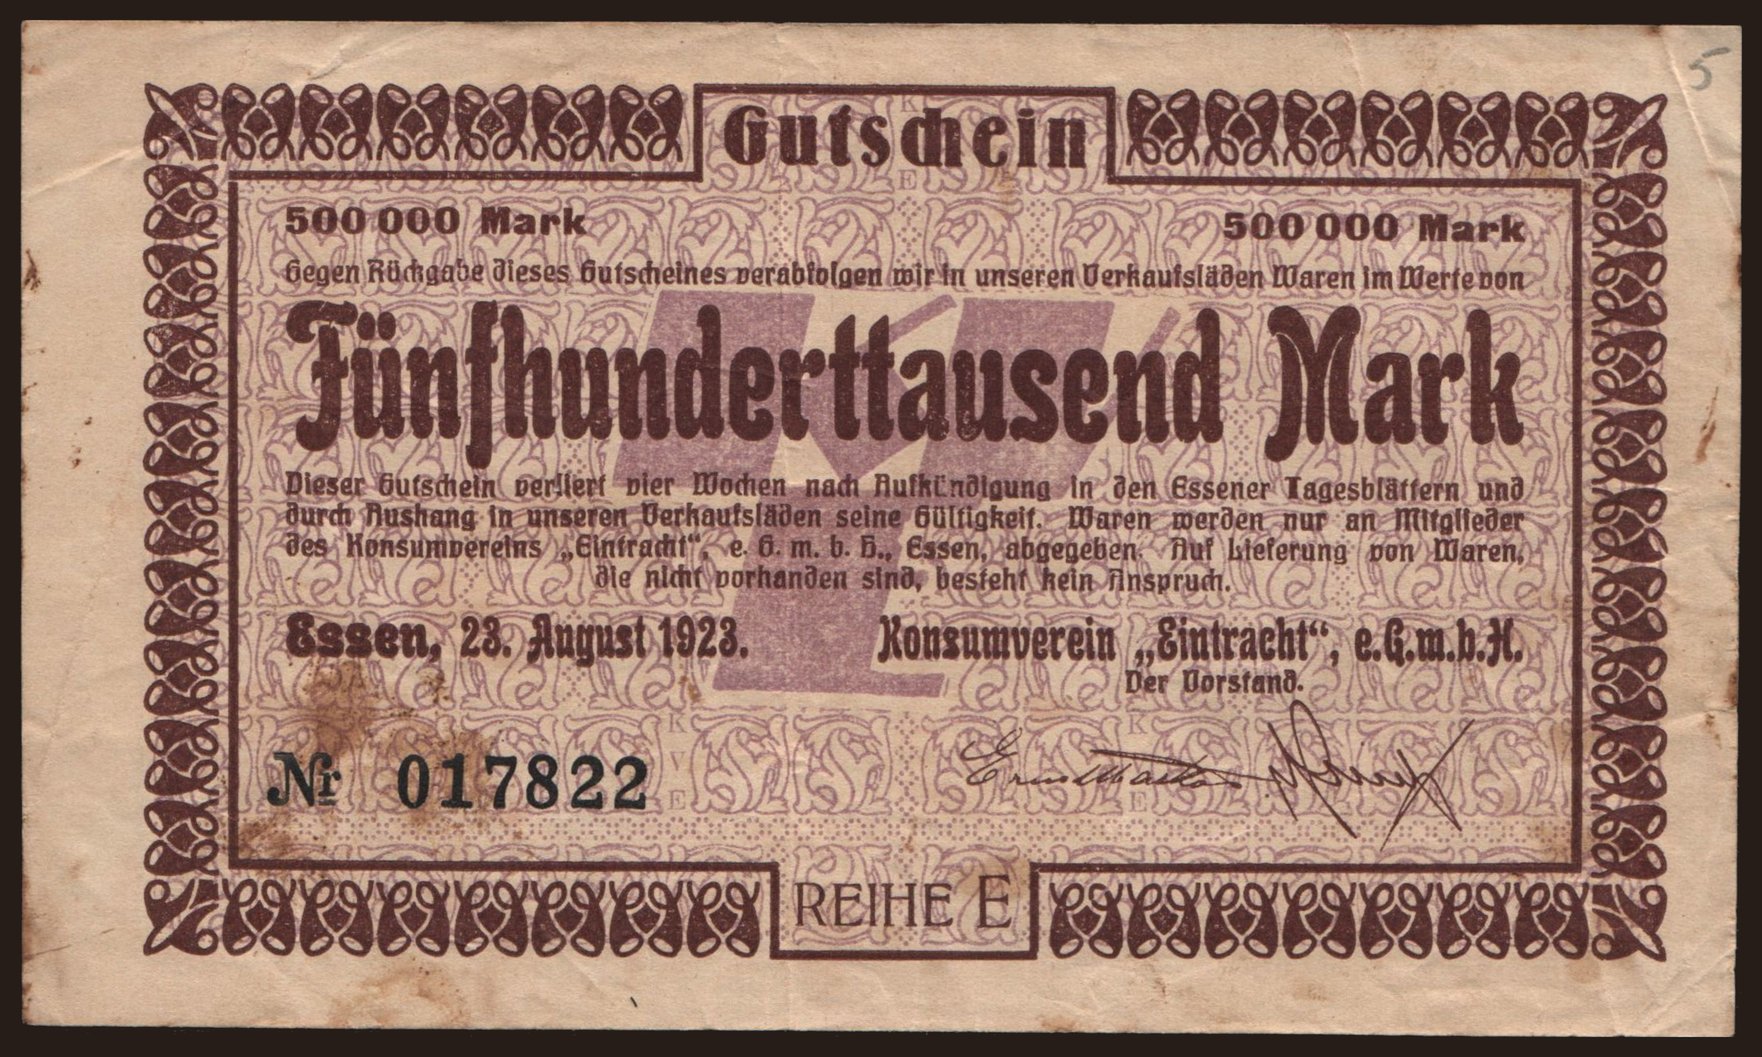 5
Gutschein
500 000 Mark 500 000 Mark
Gegen Rückgabe dieses Gutscheines verabfolgen wir in unseren Verkaufsläden Waren im Werte von
Fünfhunderttausend Mark
Dieser Gutschein verliert vier Wochen nach Aufkündigung in den Essener Tagesblättern und
durch Aushang in unseren Verkaufsläden seine Gültigkeit. Waren werden nur an Mitglieder
des Konsumvereins „Eintracht“, e. G. m. b. H., Essen, abgegeben. Auf Lieferung von Waren,
die nicht vorhanden sind, besteht kein Anspruch.
Essen, 23. August 1923. Konsumverein „Eintracht“, e.G.m.b.H.
Der Vorstand.
Nr 017822
REIHE E